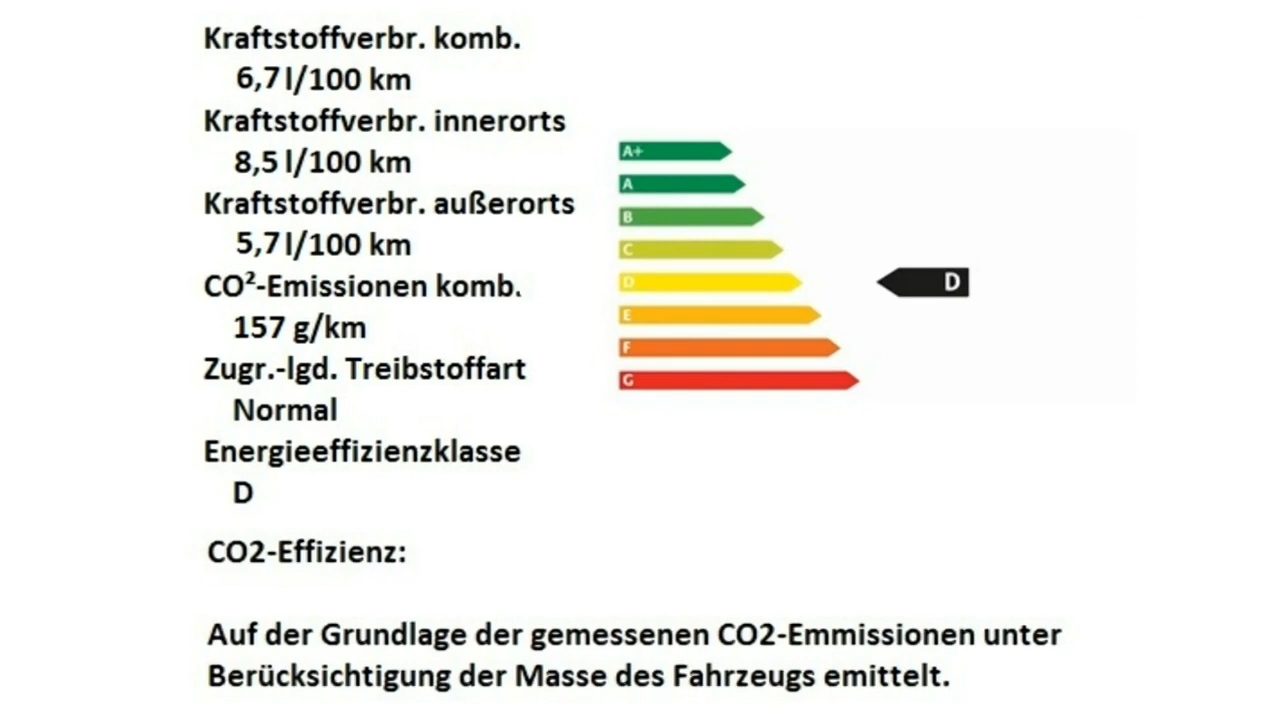 Kraftstoffverbr. komb.
6,7 l/100 km
Kraftstoffverbr. innerorts
8,5 l/100 km
Kraftstoffverbr. außerorts
5,7 l/100 km
CO²-Emissionen komb.
157 g/km
Zugr.-lgd. Treibstoffart
Normal
Energieeffizienzklasse
D
A+
A
B
C
D
D
E
F
G
CO2-Effizienz:
Auf der Grundlage der gemessenen CO2-Emmissionen unter
Berücksichtigung der Masse des Fahrzeugs emittelt.